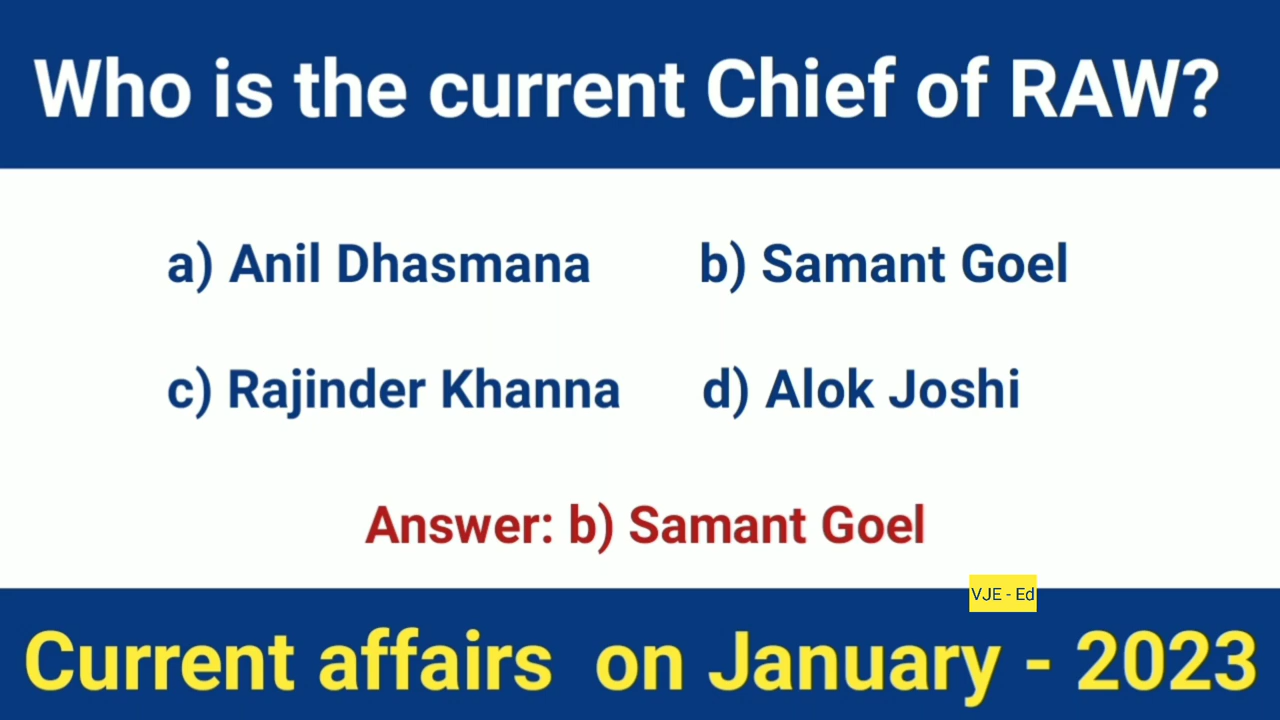 Who is the current Chief of RAW?
a) Anil Dhasmana b) Samant Goel
c) Rajinder Khanna d) Alok Joshi
Answer: b) Samant Goel
VJE - Ed
Current affairs on January - 2023